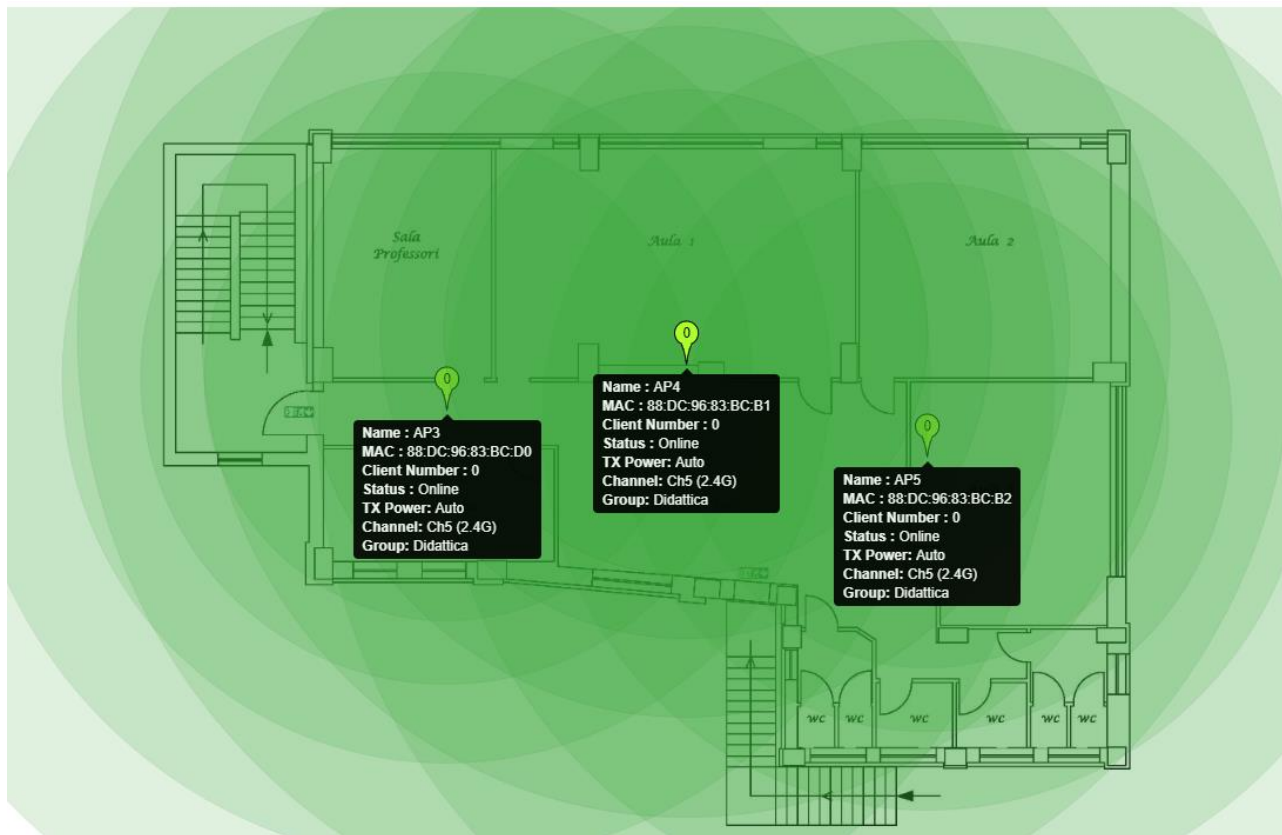 Sala
Professori
Aula 1
Aula 2
0
0
0
Name : AP3
MAC : 88:DC:96:83:BC:D0
Client Number : 0
Status : Online
TX Power: Auto
Channel: Ch5 (2.4G)
Group: Didattica
Name : AP4
MAC : 88:DC:96:83:BC:B1
Client Number : 0
Status : Online
TX Power: Auto
Channel: Ch5 (2.4G)
Group: Didattica
Name : AP5
MAC : 88:DC:96:83:BC:B2
Client Number : 0
Status : Online
TX Power: Auto
Channel: Ch5 (2.4G)
Group: Didattica
WC
WC
WC
WC
WC
WC